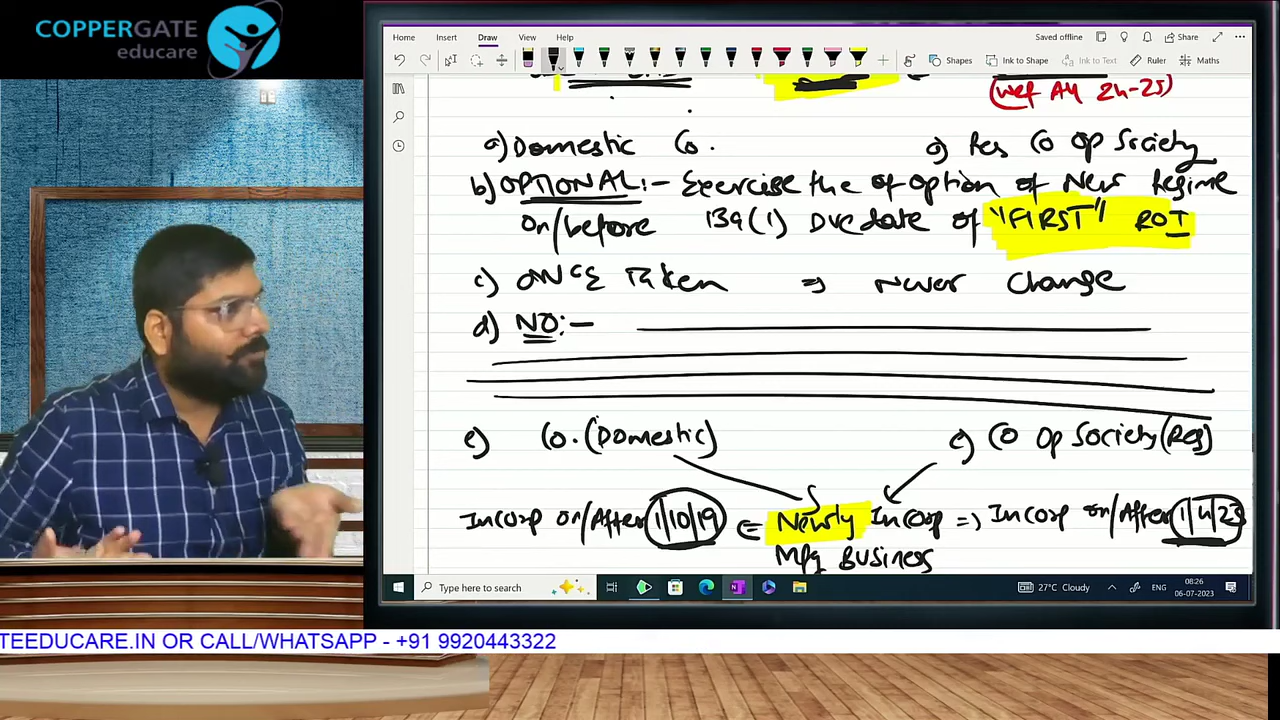 COPPERGATE
educare
Home Insert Draw View Help
Saved offline Share
Shapes Ink to Shape Ink to Text Ruler Maths
(wef AY 24-25)
a) Domestic Co. a) Res Co Op Society
b) OPTIONAL:- Exercise the of option of New Regime
on/before 139(1) Due date of "FIRST" ROI
c) ONCE Taken ⇒ Never change
d) NO:-
e) Co. (Domestic) e) Co Op Society (Res)
Incorp on/After 1/10/19 ⇐ Newly Incorp ⇒ Incorp on/After 1/4/23
Mfg Business
Type here to search
27°C Cloudy ENG 08:26
06-07-2023
TEEDUCARE.IN OR CALL/WHATSAPP - +91 9920443322